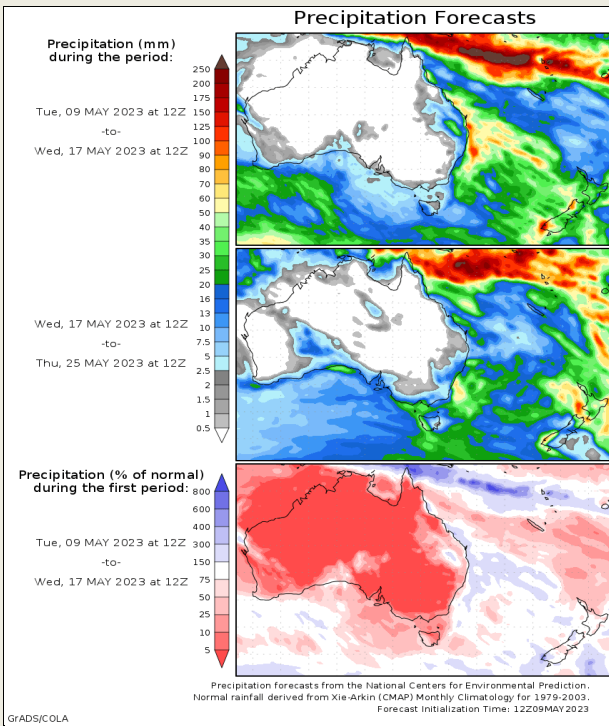 Precipitation Forecasts
Precipitation (mm)
during the period:
Tue, 09 MAY 2023 at 12Z
-to-
Wed, 17 MAY 2023 at 12Z
250
200
175
150
125
100
90
80
70
60
50
40
35
30
25
20
16
13
10
7.5
5
2.5
2
1.5
1
0.5
Wed, 17 MAY 2023 at 12Z
-to-
Thu, 25 MAY 2023 at 12Z
Precipitation (% of normal)
during the first period:
Tue, 09 MAY 2023 at 12Z
-to-
Wed, 17 MAY 2023 at 12Z
800
600
400
300
150
75
50
25
10
5
Precipitation forecasts from the National Centers for Environmental Prediction.
Normal rainfall derived from Xie-Arkin (CMAP) Monthly Climatology for 1979-2003.
Forecast Initialization Time: 12Z09MAY2023
GrADS/COLA